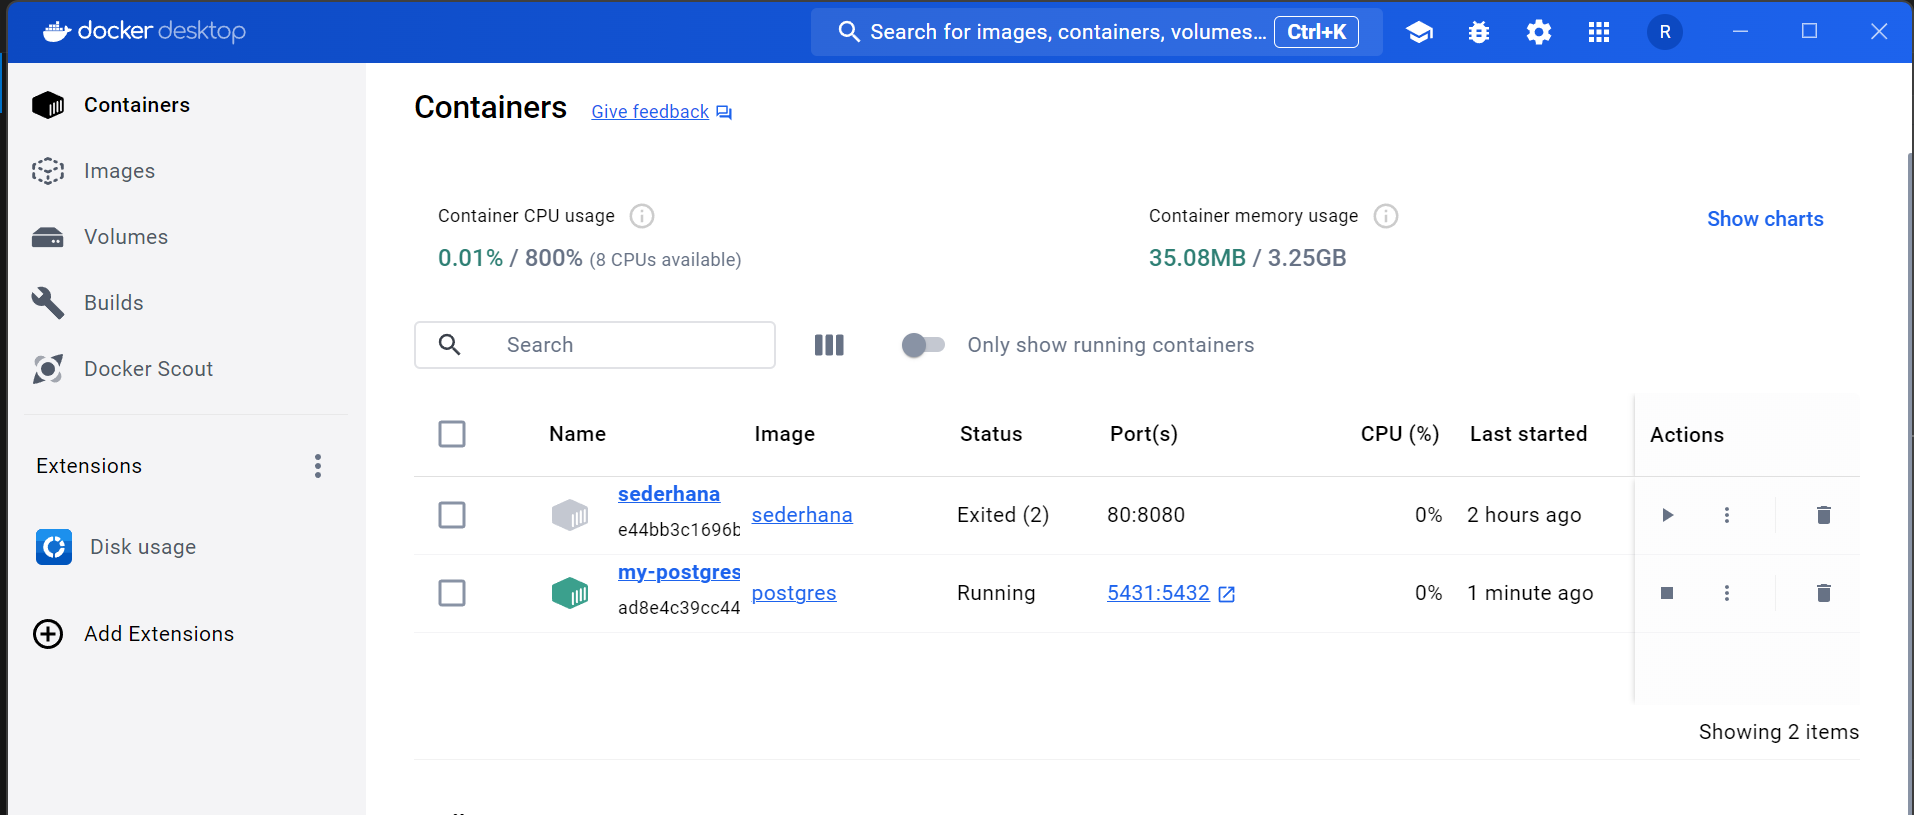 docker desktop
Search for images, containers, volumes... Ctrl+K
R
Containers
Images
Volumes
Builds
Docker Scout
Extensions
Disk usage
Add Extensions
Containers Give feedback
Container CPU usage
0.01% / 800% (8 CPUs available)
Container memory usage
35.08MB / 3.25GB
Show charts
Search
Only show running containers
Name Image Status Port(s) CPU (%) Last started Actions
sederhana
e44bb3c1696b
sederhana Exited (2) 80:8080 0% 2 hours ago
my-postgres
ad8e4c39cc44
postgres Running 5431:5432 0% 1 minute ago
Showing 2 items